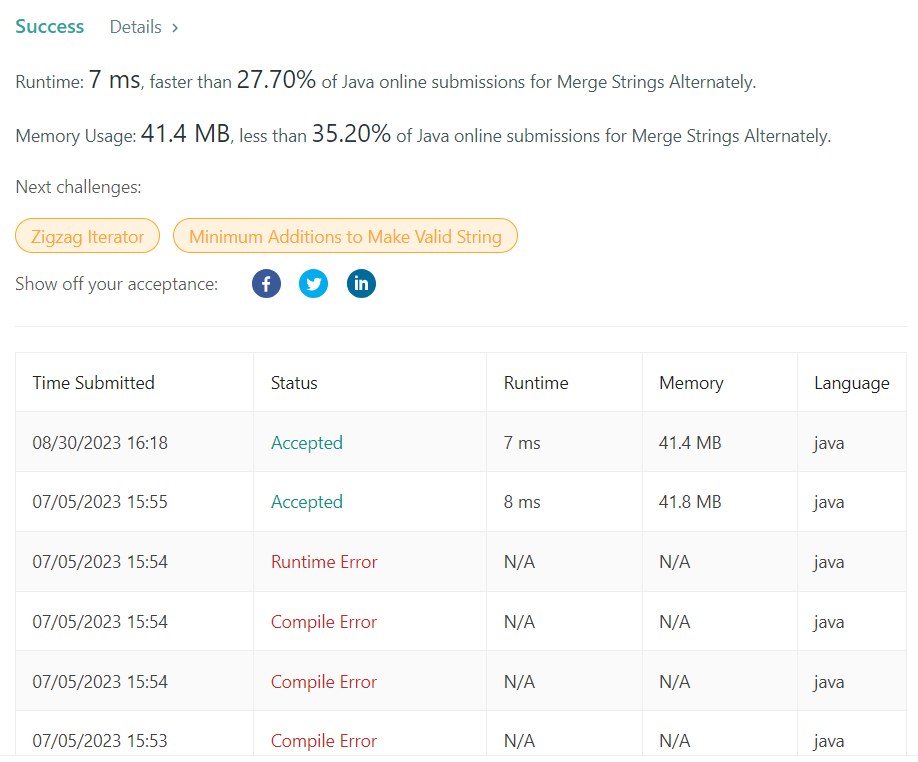 Success Details >
Runtime: 7 ms, faster than 27.70% of Java online submissions for Merge Strings Alternately.
Memory Usage: 41.4 MB, less than 35.20% of Java online submissions for Merge Strings Alternately.
Next challenges:
Zigzag Iterator Minimum Additions to Make Valid String
Show off your acceptance: f in
Time Submitted Status Runtime Memory Language
08/30/2023 16:18 Accepted 7 ms 41.4 MB java
07/05/2023 15:55 Accepted 8 ms 41.8 MB java
07/05/2023 15:54 Runtime Error N/A N/A java
07/05/2023 15:54 Compile Error N/A N/A java
07/05/2023 15:54 Compile Error N/A N/A java
07/05/2023 15:53 Compile Error N/A N/A java